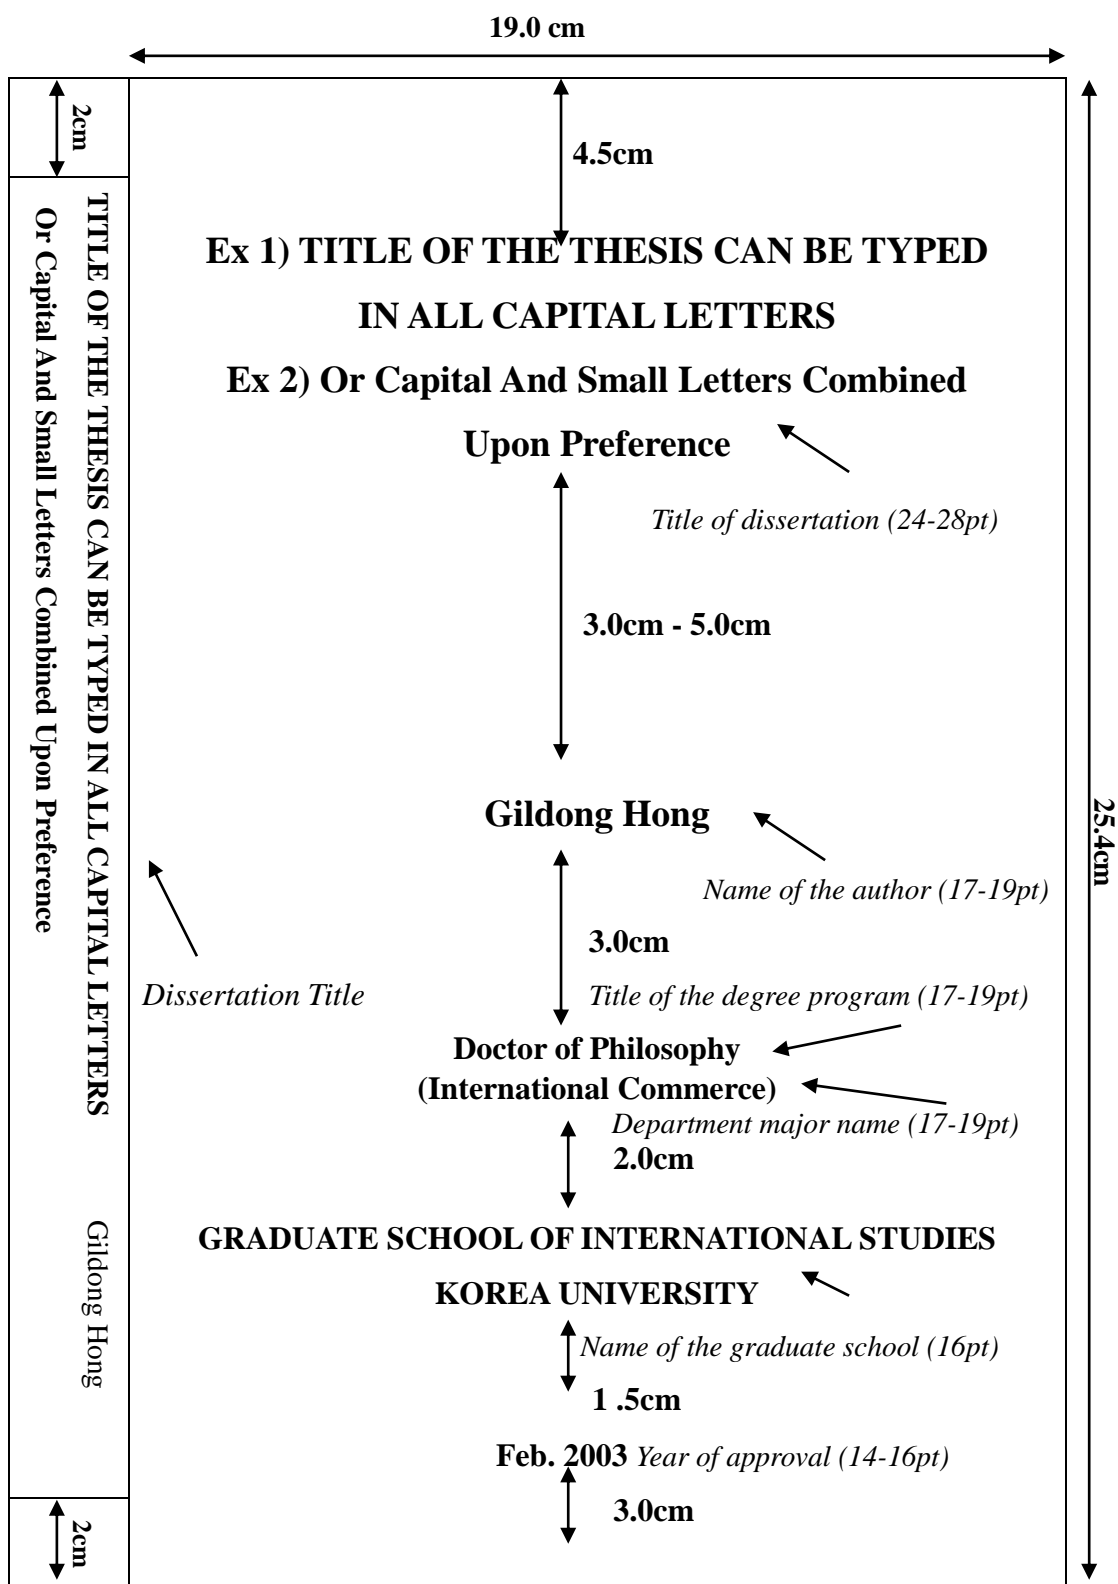 19.0 cm
2cm
4.5cm
TITLE OF THE THESIS CAN BE TYPED IN ALL CAPITAL LETTERS
Or Capital And Small Letters Combined Upon Preference
Gildong Hong
2cm
Ex 1) TITLE OF THE THESIS CAN BE TYPED
IN ALL CAPITAL LETTERS
Ex 2) Or Capital And Small Letters Combined
Upon Preference
Title of dissertation (24-28pt)
3.0cm - 5.0cm
25.4cm
Gildong Hong
Name of the author (17-19pt)
3.0cm
Dissertation Title
Title of the degree program (17-19pt)
Doctor of Philosophy
(International Commerce)
Department major name (17-19pt)
2.0cm
GRADUATE SCHOOL OF INTERNATIONAL STUDIES
KOREA UNIVERSITY
Name of the graduate school (16pt)
1 .5cm
Feb. 2003 Year of approval (14-16pt)
3.0cm